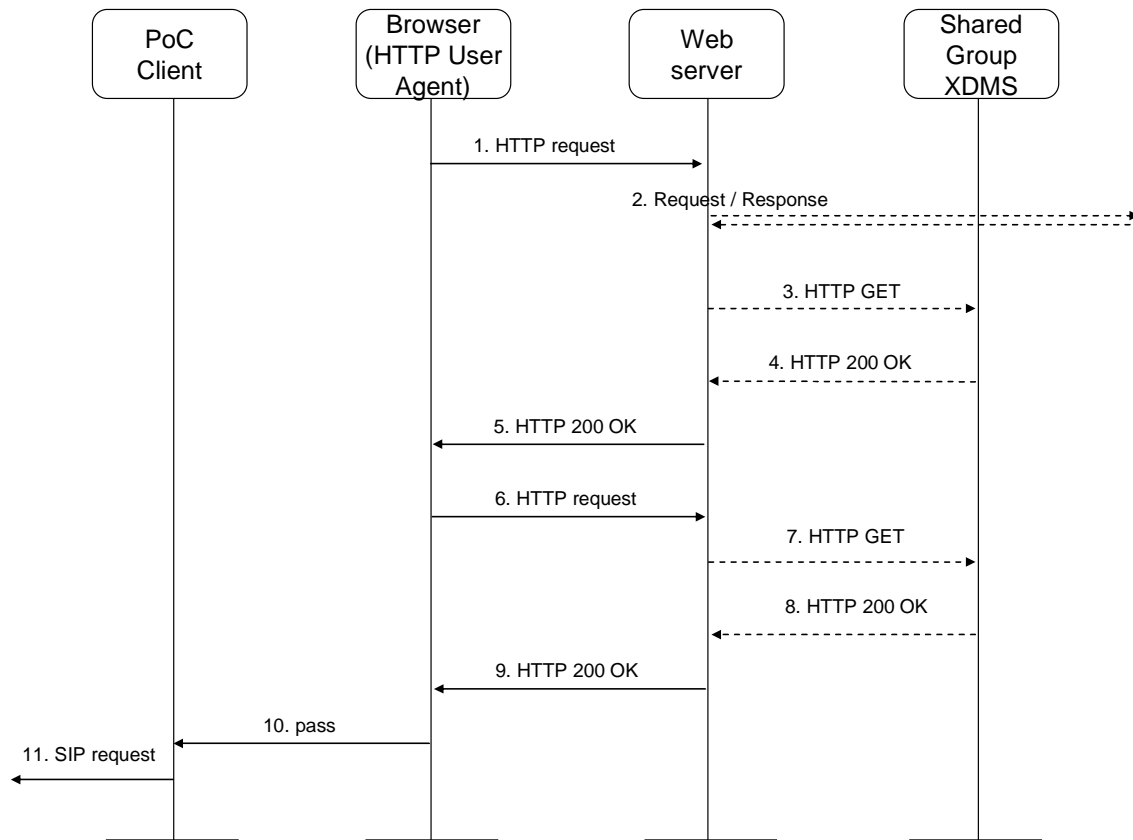 PoC
Client
Browser
(HTTP User
Agent)
Web
server
Shared
Group
XDMS
1. HTTP request
2. Request / Response
3. HTTP GET
4. HTTP 200 OK
5. HTTP 200 OK
6. HTTP request
7. HTTP GET
8. HTTP 200 OK
9. HTTP 200 OK
10. pass
11. SIP request